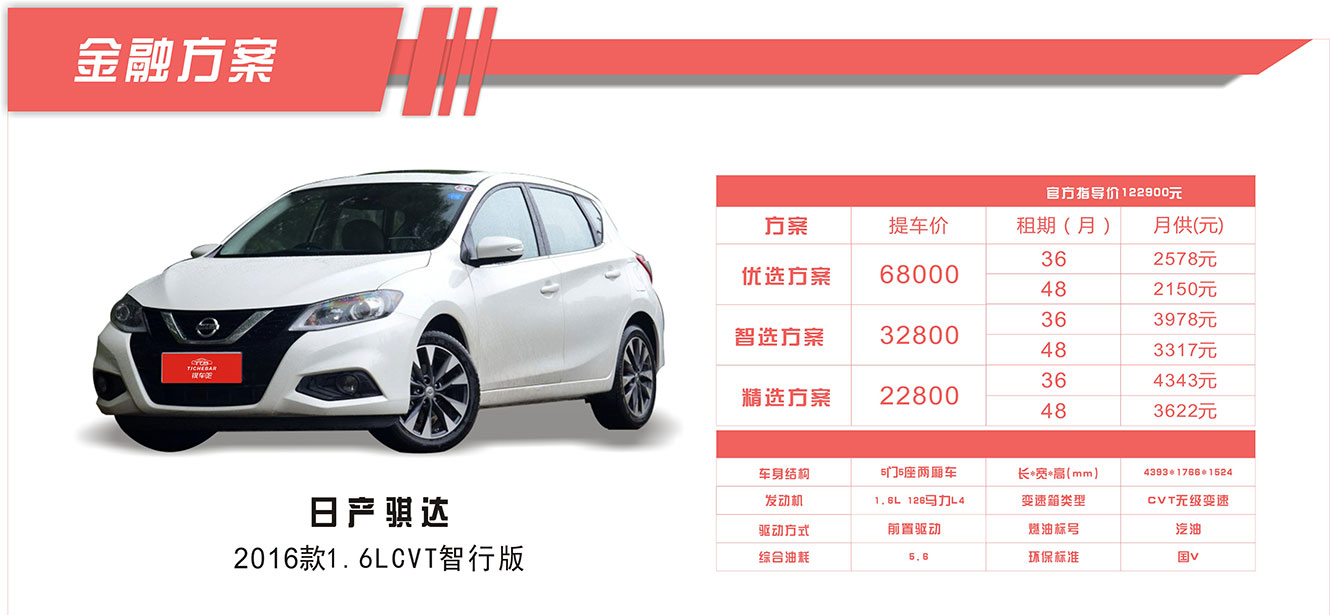 金融方案
TICHEBAR
提车吧
日产骐达
2016款1.6LCVT智行版
官方指导价122900元
方案 提车价 租期（月） 月供(元)
优选方案 68000 36 2578元
48 2150元
智选方案 32800 36 3978元
48 3317元
精选方案 22800 36 4343元
48 3622元
车身结构 5门5座两厢车 长*宽*高(mm) 4393*1766*1524
发动机 1.6L 126马力L4 变速箱类型 CVT无级变速
驱动方式 前置驱动 燃油标号 汽油
综合油耗 5.6 环保标准 国V